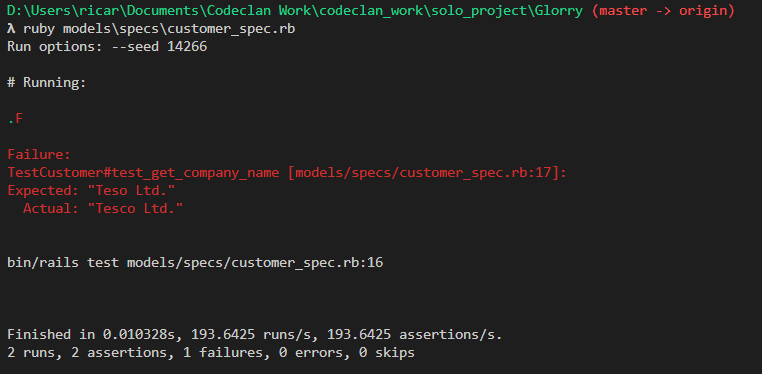 D:\Users\ricar\Documents\Codeclan Work\codeclan_work\solo_project\Glorry (master -> origin)
λ ruby models\specs\customer_spec.rb
Run options: --seed 14266
# Running:
.F
Failure:
TestCustomer#test_get_company_name [models/specs/customer_spec.rb:17]:
Expected: "Teso Ltd."
  Actual: "Tesco Ltd."
bin/rails test models/specs/customer_spec.rb:16
Finished in 0.010328s, 193.6425 runs/s, 193.6425 assertions/s.
2 runs, 2 assertions, 1 failures, 0 errors, 0 skips